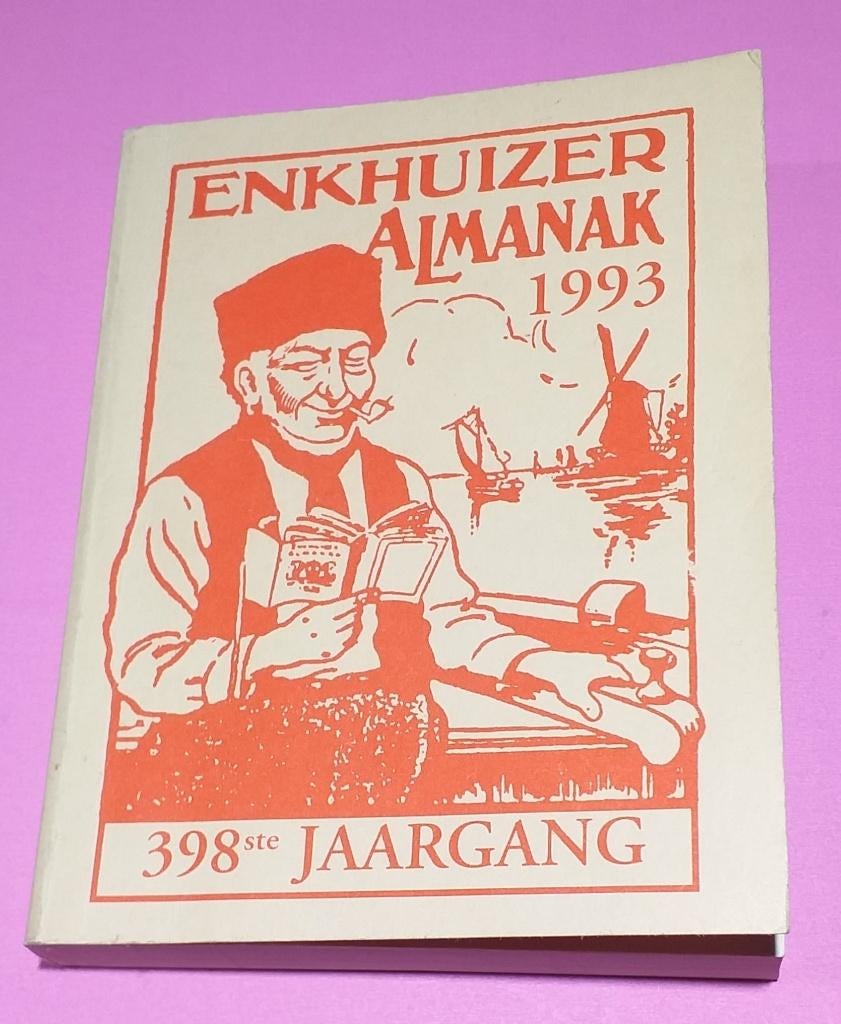 ENKHUIZER
ALMANAK
1993
398ste JAARGANG